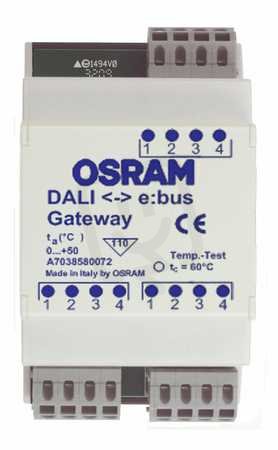 1494V0
3209
1 2 3 4
OSRAM
DALI <-> e:bus
Gateway
CE
ta(°C)
0...+50
110
Temp.-Test
A7038580072
tc = 60°C
Made in Italy by OSRAM
1 2 3 4 1 2 3 4